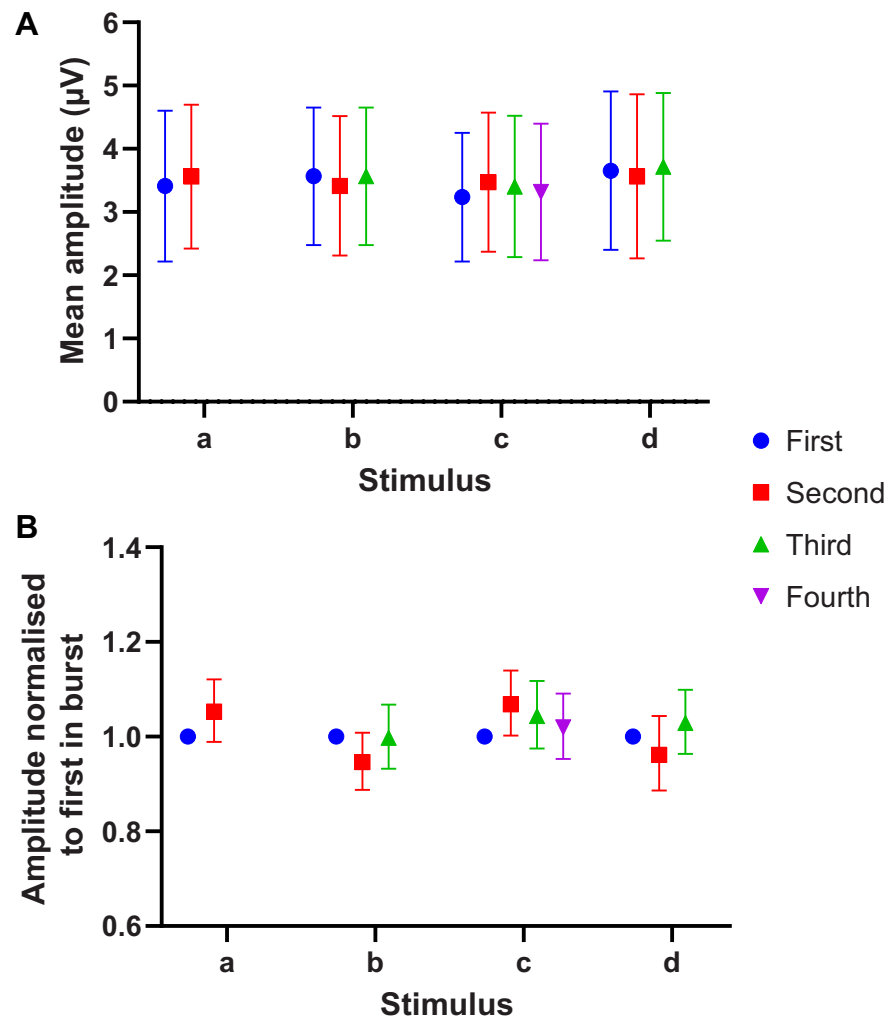 A
Mean amplitude (µV)
6
5
4
3
2
1
0
a b c d
Stimulus
First
Second
Third
Fourth
B
Amplitude normalised
to first in burst
1.4
1.2
1.0
0.8
0.6
a b c d
Stimulus